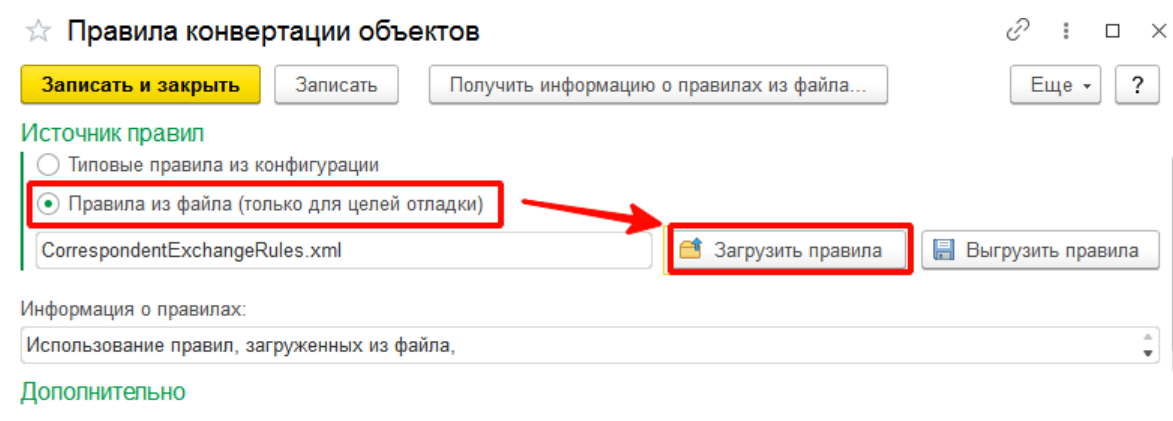 Правила конвертации объектов
Записать и закрыть Записать Получить информацию о правилах из файла... Еще ?
Источник правил
Типовые правила из конфигурации
Правила из файла (только для целей отладки)
CorrespondentExchangeRules.xml Загрузить правила Выгрузить правила
Информация о правилах:
Использование правил, загруженных из файла,
Дополнительно